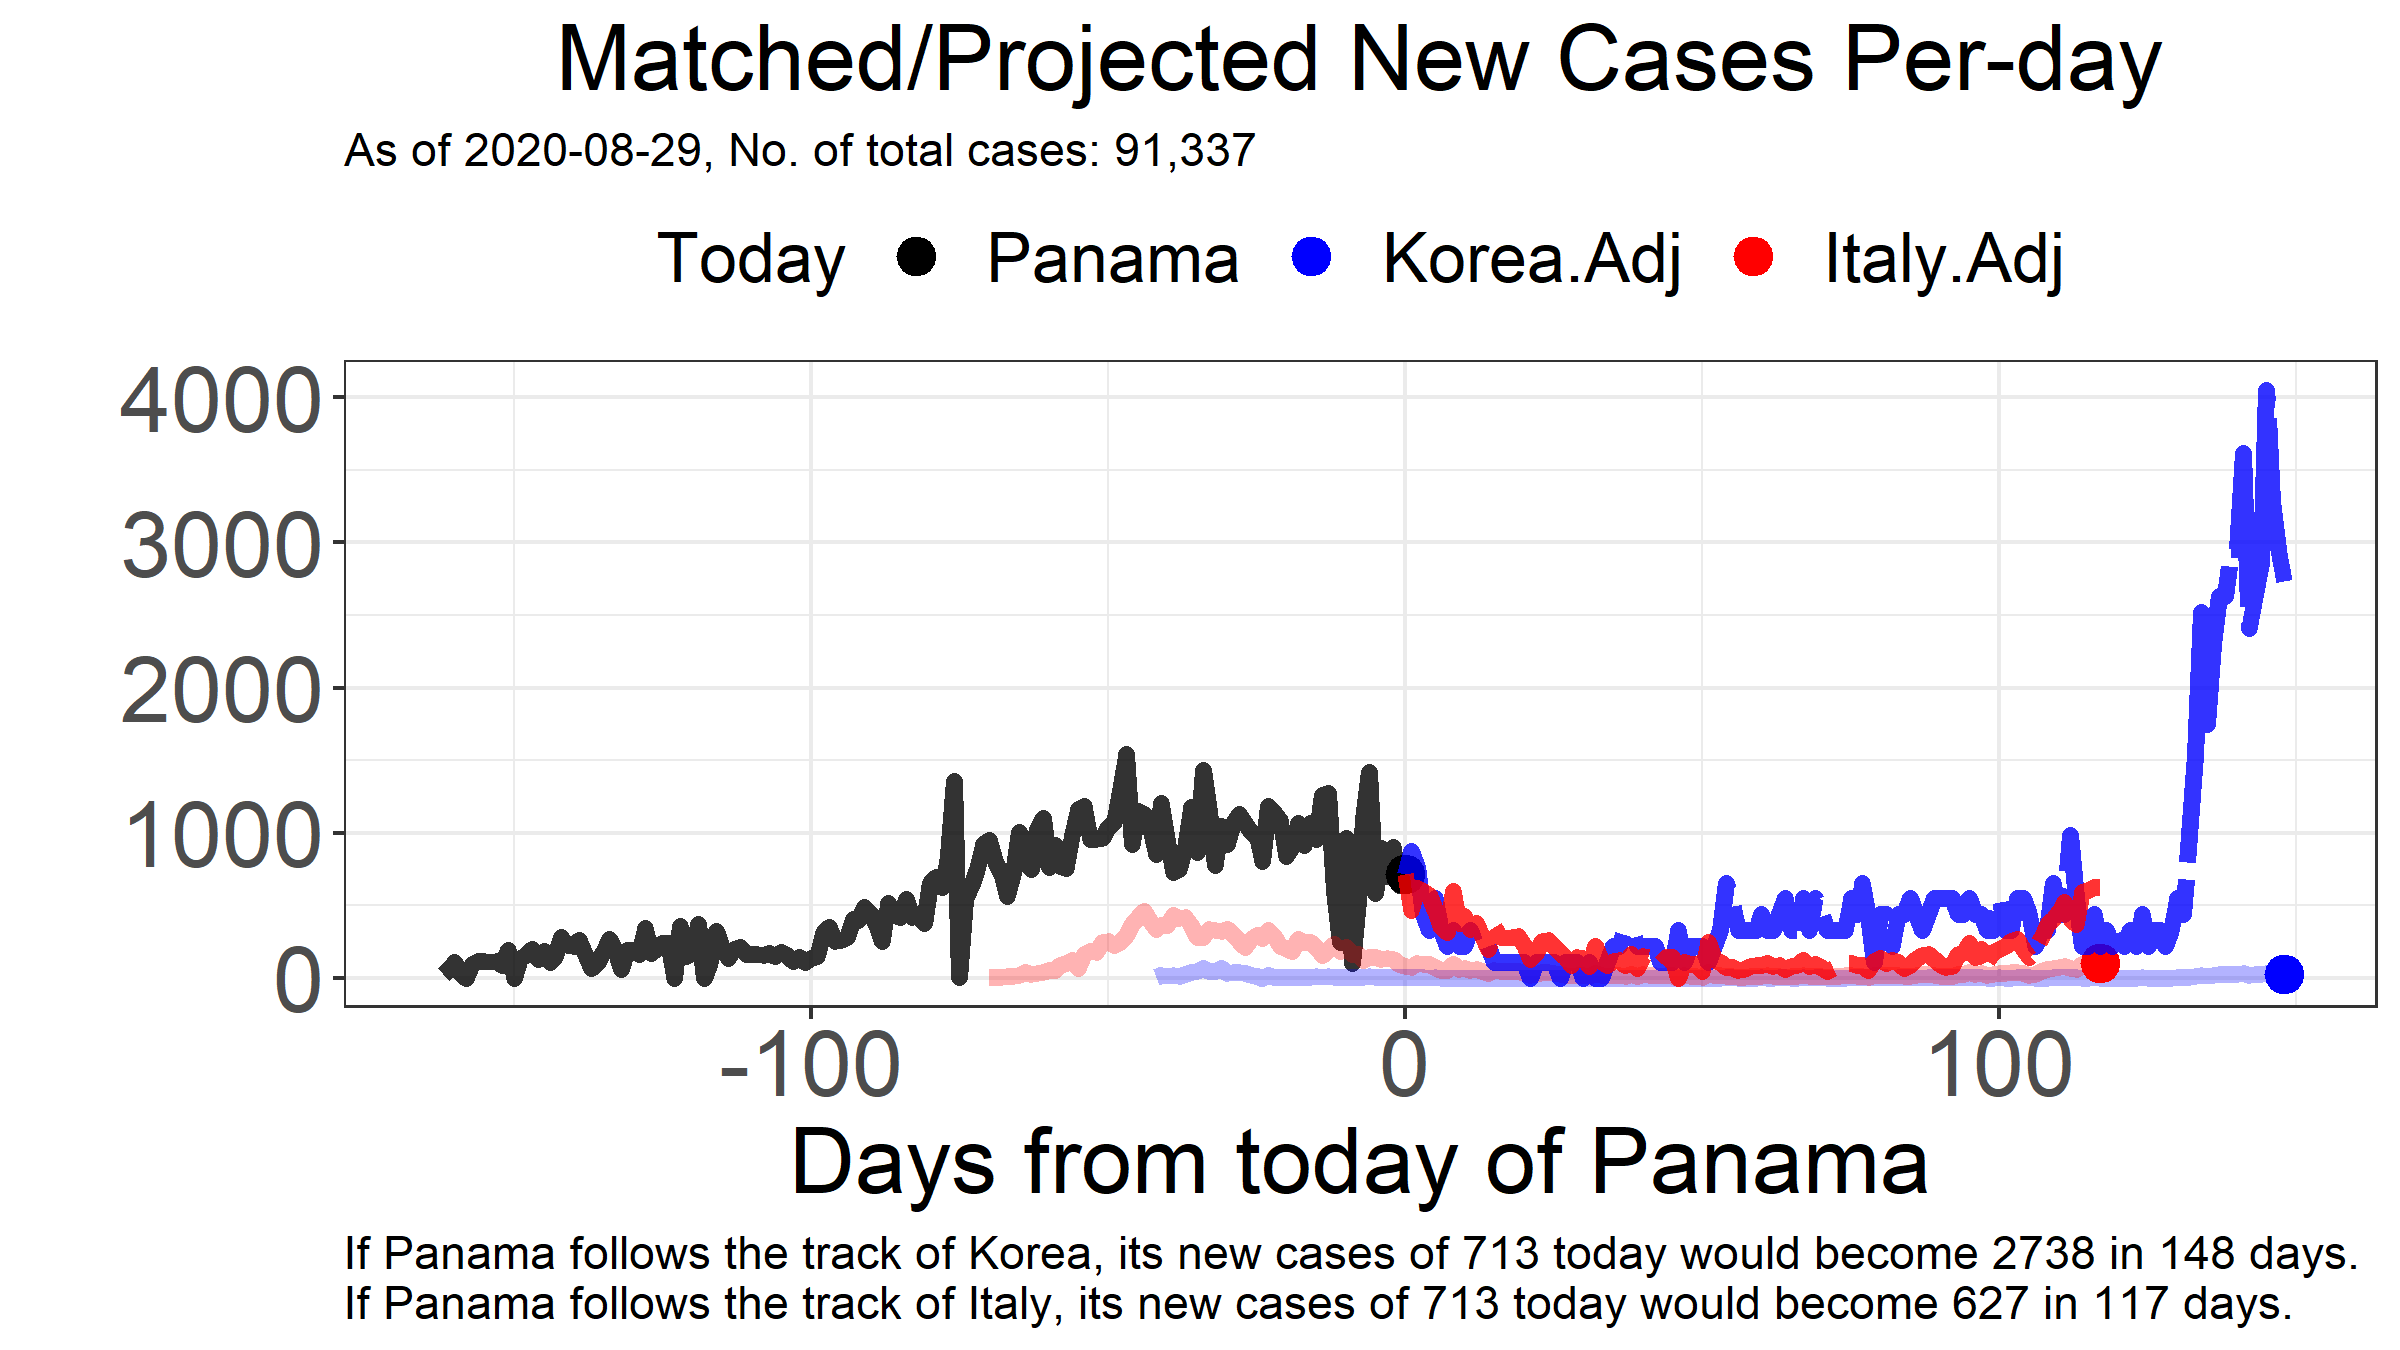 Matched/Projected New Cases Per-day
As of 2020-08-29, No. of total cases: 91,337
Today Panama Korea.Adj Italy.Adj
4000
3000
2000
1000
0
-100 0 100
Days from today of Panama
If Panama follows the track of Korea, its new cases of 713 today would become 2738 in 148 days.
If Panama follows the track of Italy, its new cases of 713 today would become 627 in 117 days.